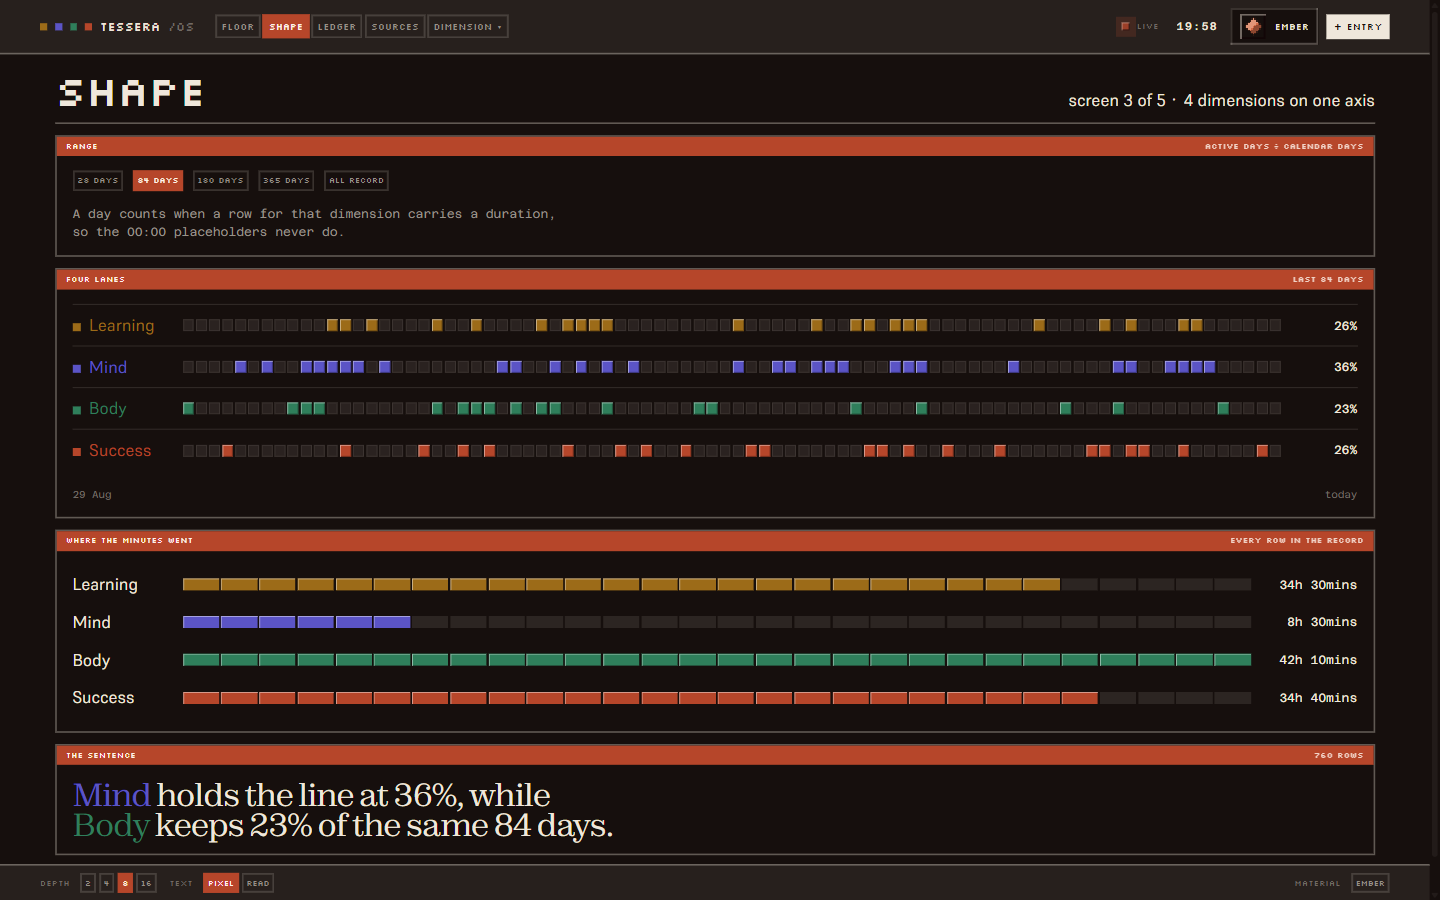 TESSERA /OS FLOOR SHAPE LEDGER SOURCES DIMENSION ▾ LIVE 19:58 EMBER + ENTRY
SHAPE
screen 3 of 5 · 4 dimensions on one axis
RANGE ACTIVE DAYS ÷ CALENDAR DAYS
28 DAYS 84 DAYS 180 DAYS 365 DAYS ALL RECORD
A day counts when a row for that dimension carries a duration,
so the 00:00 placeholders never do.
FOUR LANES LAST 84 DAYS
Learning 26%
Mind 36%
Body 23%
Success 26%
29 Aug today
WHERE THE MINUTES WENT EVERY ROW IN THE RECORD
Learning 34h 30mins
Mind 8h 30mins
Body 42h 10mins
Success 34h 40mins
THE SENTENCE 760 ROWS
Mind holds the line at 36%, while
Body keeps 23% of the same 84 days.
DEPTH 2 4 8 16 TEXT PIXEL READ MATERIAL EMBER